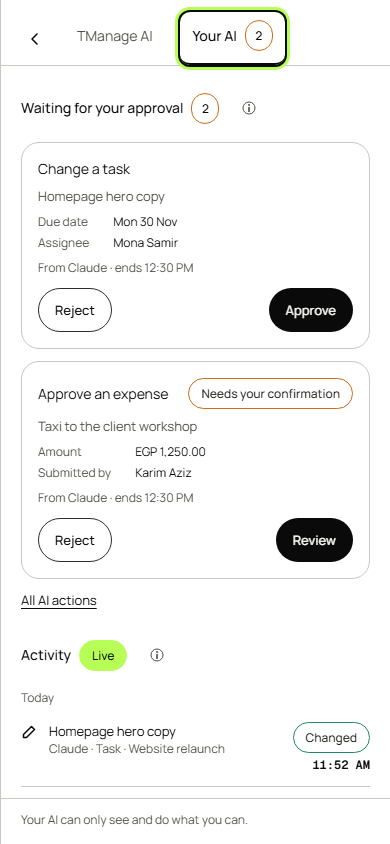 TManage AI
Your AI 2
Waiting for your approval 2
Change a task
Homepage hero copy
Due date Mon 30 Nov
Assignee Mona Samir
From Claude · ends 12:30 PM
Reject Approve
Approve an expense Needs your confirmation
Taxi to the client workshop
Amount EGP 1,250.00
Submitted by Karim Aziz
From Claude · ends 12:30 PM
Reject Review
All AI actions
Activity Live
Today
Homepage hero copy Changed
Claude · Task · Website relaunch
11:52 AM
Your AI can only see and do what you can.